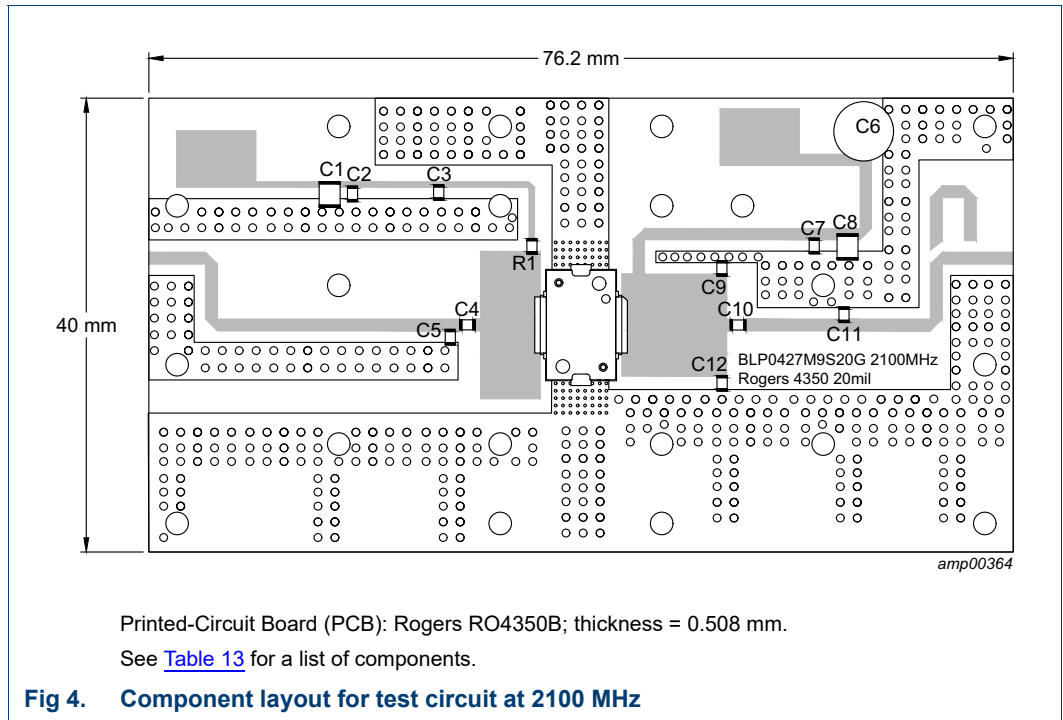 76.2 mm
C6
C1
C2
C3
C7
C8
R1
C9
C4
C10
40 mm
C5
C11
C12
BLP0427M9S20G 2100MHz
Rogers 4350 20mil
amp00364
Printed-Circuit Board (PCB): Rogers RO4350B; thickness = 0.508 mm.
See Table 13 for a list of components.
Fig 4. Component layout for test circuit at 2100 MHz